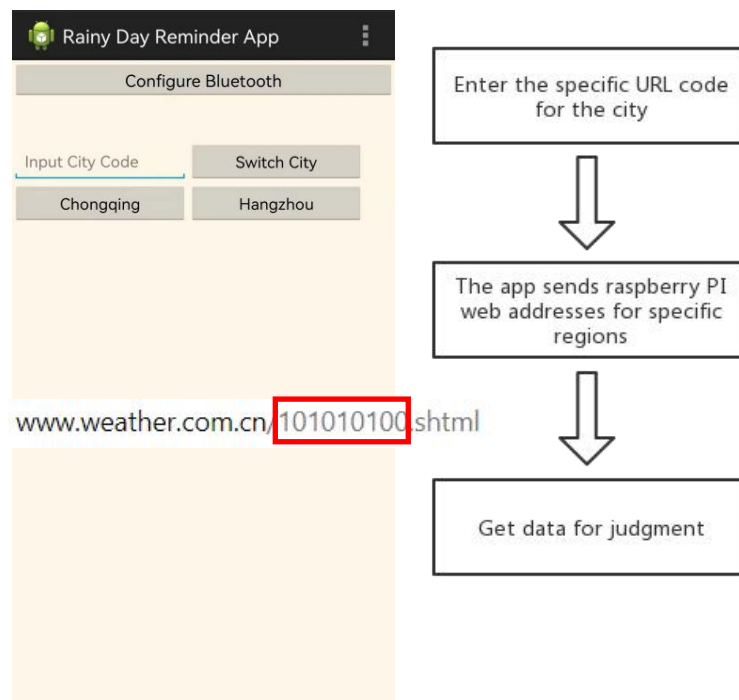 Rainy Day Reminder App
Configure Bluetooth
Input City Code
Switch City
Chongqing
Hangzhou
www.weather.com.cn/101010100.shtml
Enter the specific URL code
for the city
The app sends raspberry PI
web addresses for specific
regions
Get data for judgment